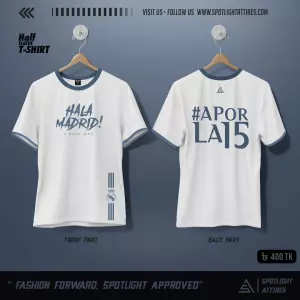 VISIT US + FOLLOW US WWW.SPOTLIGHTATTIRES.COM
Half
SLEEVE
T-SHIRT
HALA
MADRID!
#APOR
LA15
FRONT PART
BACK PART
৳ 400 TK
" FASHION FORWARD, SPOTLIGHT APPROVED"
SPOTLIGHT
ATTIRES